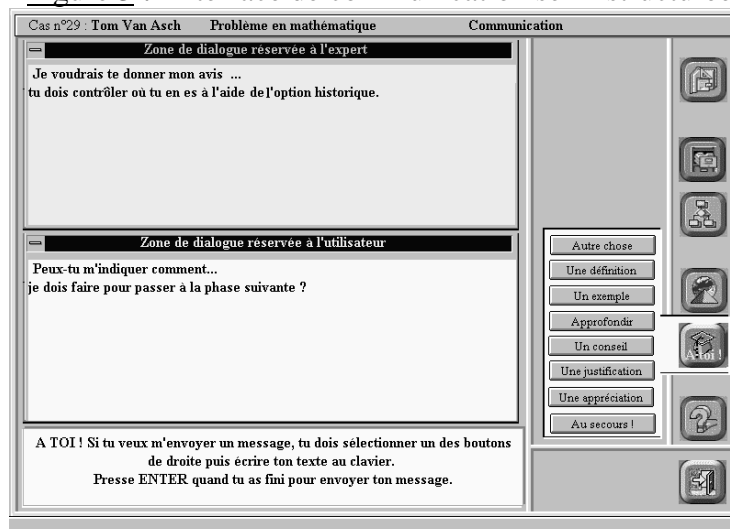 Cas n°29 : Tom Van Asch Problème en mathématique Communication
Zone de dialogue réservée à l'expert
Je voudrais te donner mon avis ...
tu dois contrôler où tu en es à l'aide de l'option historique.
Zone de dialogue réservée à l'utilisateur
Peux-tu m'indiquer comment...
je dois faire pour passer à la phase suivante ?
Autre chose
Une définition
Un exemple
Approfondir
Un conseil
Une justification
Une appréciation
Au secours !
A toi !
A TOI ! Si tu veux m'envoyer un message, tu dois sélectionner un des boutons
de droite puis écrire ton texte au clavier.
Presse ENTER quand tu as fini pour envoyer ton message.